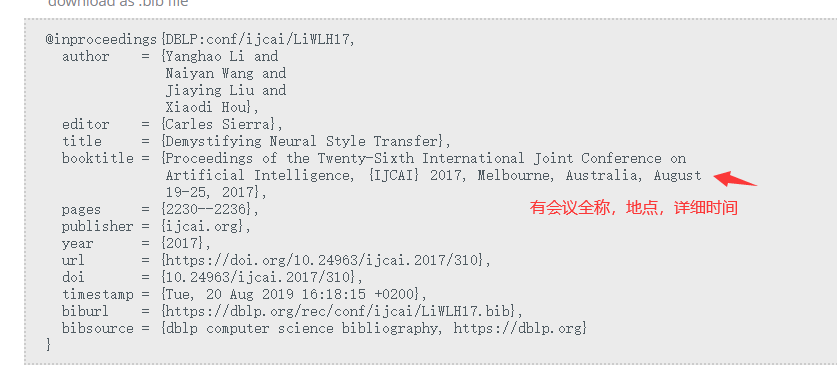 download as .bib file
@inproceedings{DBLP:conf/ijcai/LiWLH17,
author = {Yanghao Li and
Naiyan Wang and
Jiaying Liu and
Xiaodi Hou},
editor = {Carles Sierra},
title = {Demystifying Neural Style Transfer},
booktitle = {Proceedings of the Twenty-Sixth International Joint Conference on
Artificial Intelligence, {IJCAI} 2017, Melbourne, Australia, August
19-25, 2017},
有会议全称，地点，详细时间
pages = {2230--2236},
publisher = {ijcai.org},
year = {2017},
url = {https://doi.org/10.24963/ijcai.2017/310},
doi = {10.24963/ijcai.2017/310},
timestamp = {Tue, 20 Aug 2019 16:18:15 +0200},
biburl = {https://dblp.org/rec/conf/ijcai/LiWLH17.bib},
bibsource = {dblp computer science bibliography, https://dblp.org}
}